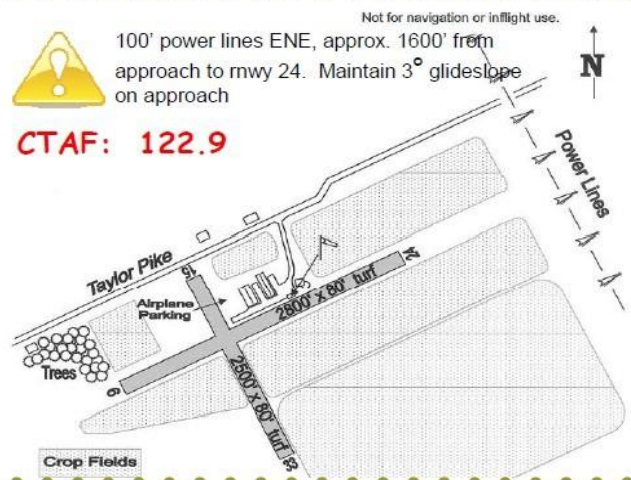 Not for navigation or inflight use.
100' power lines ENE, approx. 1600' from
approach to rnwy 24. Maintain 3° glideslope
on approach
N
CTAF: 122.9
Power Lines
Taylor Pike
15
24
Airplane
Parking
2800' x 80' turf
Trees
6
2500' x 80' turf
33
Crop Fields